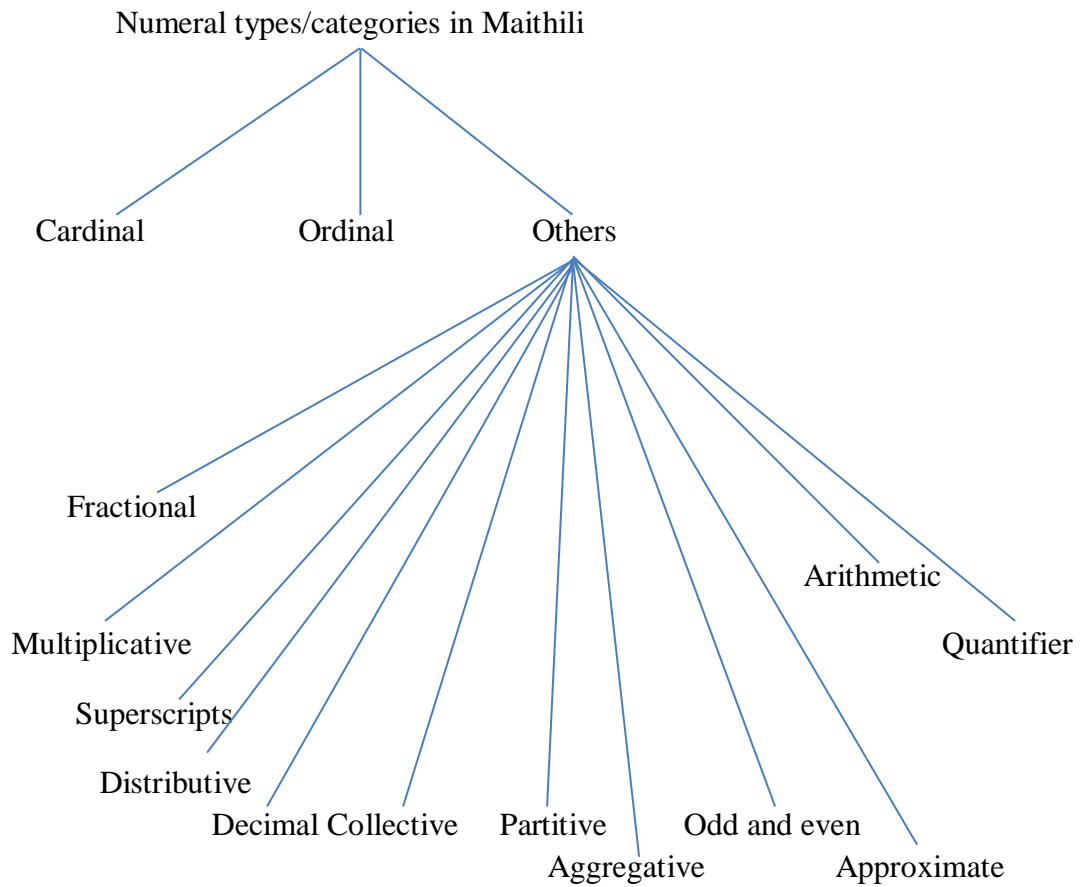 Numeral types/categories in Maithili
Cardinal Ordinal Others
Fractional
Arithmetic
Multiplicative Quantifier
Superscripts
Distributive
Decimal Collective Partitive Odd and even
Aggregative Approximate